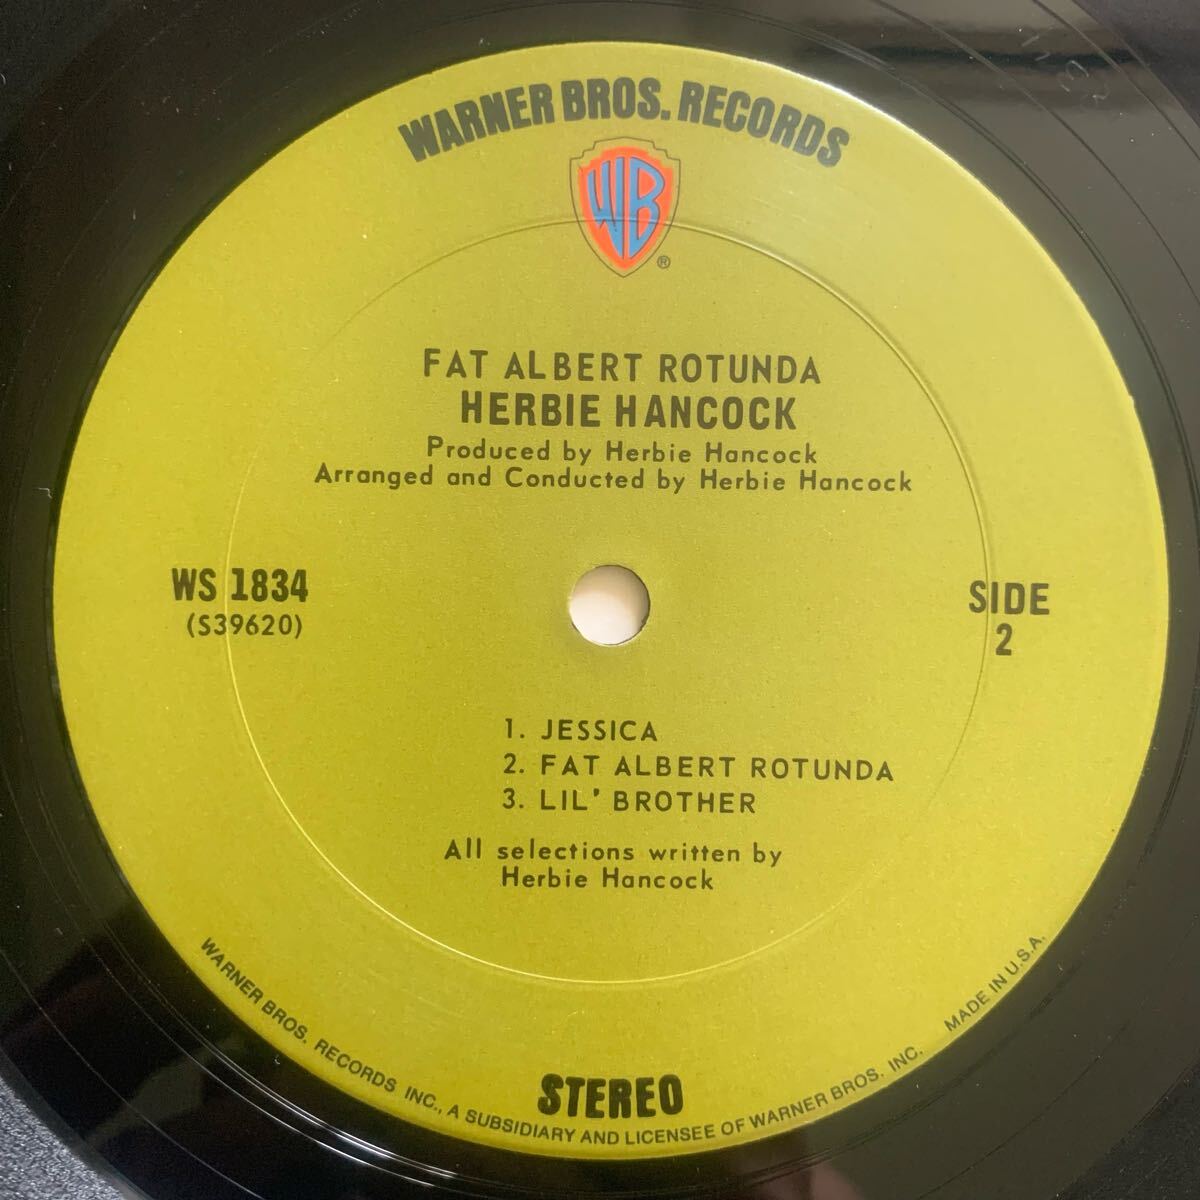 WARNER BROS. RECORDS
WB
®
FAT ALBERT ROTUNDA
HERBIE HANCOCK
Produced by Herbie Hancock
Arranged and Conducted by Herbie Hancock
WS 1834
(S39620)
SIDE
2
1. JESSICA
2. FAT ALBERT ROTUNDA
3. LIL' BROTHER
All selections written by
Herbie Hancock
STEREO
WARNER BROS. RECORDS INC., A SUBSIDIARY AND LICENSEE OF WARNER BROS. INC. MADE IN U.S.A.